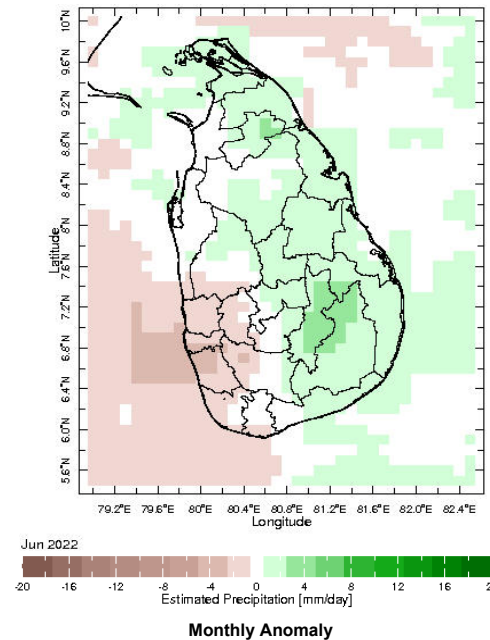 10°N
9.6°N
9.2°N
8.8°N
8.4°N
8°N
7.6°N
7.2°N
6.8°N
6.4°N
6.0°N
5.6°N
Latitude
79.2°E 79.6°E 80°E 80.4°E 80.8°E 81.2°E 81.6°E 82°E 82.4°E
Longitude
Jun 2022
-20 -16 -12 -8 -4 0 4 8 12 16 2
Estimated Precipitation [mm/day]
Monthly Anomaly